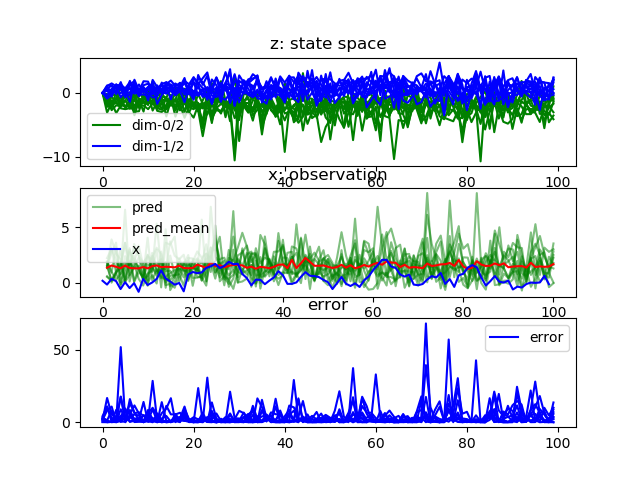 z: state space
0
−10
dim-0/2
dim-1/2
0
20
40
60
80
100
x: observation
5
0
pred
pred_mean
x
0
20
40
60
80
100
error
50
0
error
0
20
40
60
80
100